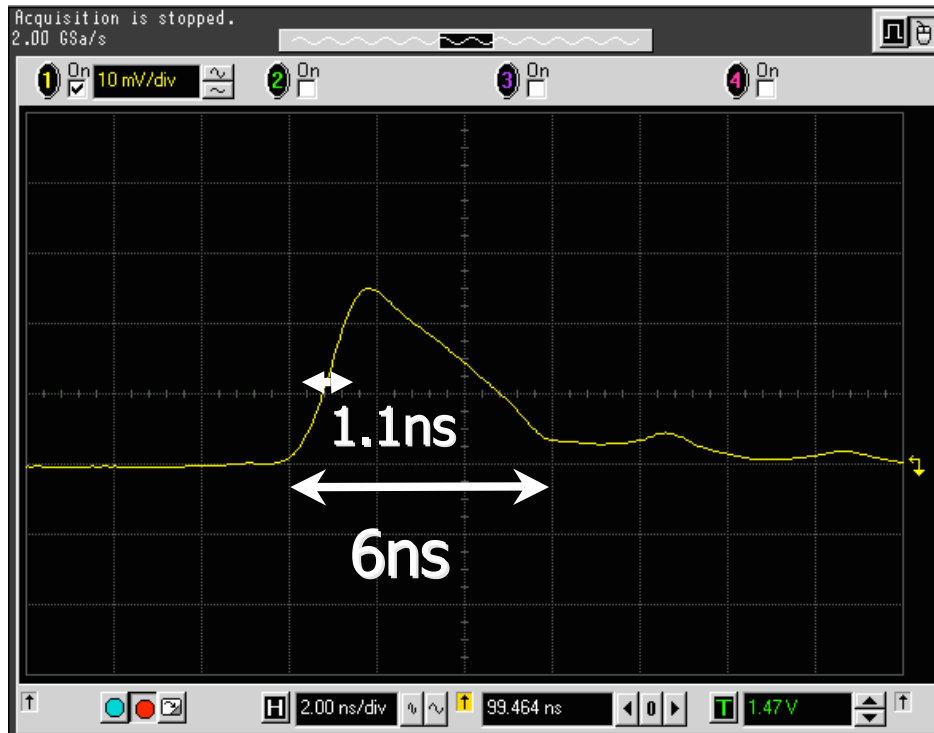 Acquisition is stopped.
2.00 GSa/s
1 On 10 mV/div 2 On 3 On 4 On
1.1ns
6ns
H 2.00 ns/div 99.464 ns 0 T 1.47 V